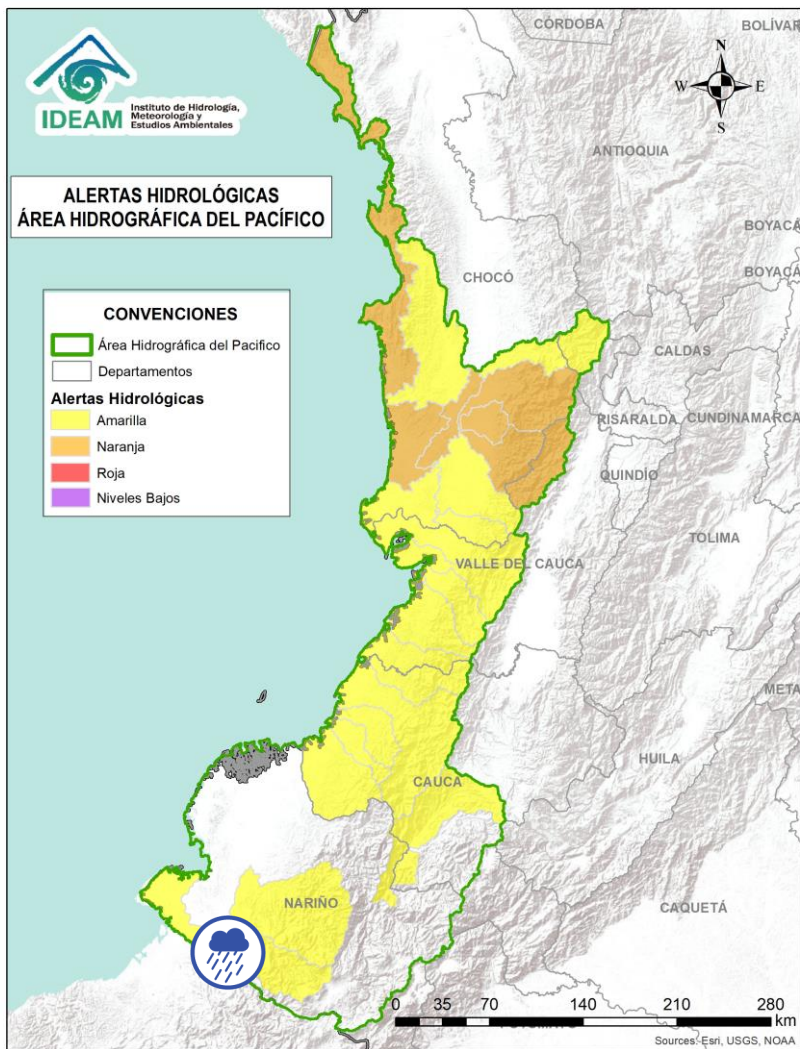 CÓRDOBA
BOLÍVAR
N
W
E
S
IDEAM
Instituto de Hidrología,
Meteorología y
Estudios Ambientales
ANTIOQUIA
ALERTAS HIDROLÓGICAS
ÁREA HIDROGRÁFICA DEL PACÍFICO
BOYACÁ
BOYACÁ
CHOCÓ
CONVENCIONES
Área Hidrográfica del Pacifico
Departamentos
Alertas Hidrológicas
Amarilla
Naranja
Roja
Niveles Bajos
CALDAS
RISARALDA
CUNDINAMARCA
QUINDÍO
TOLIMA
VALLE DEL CAUCA
META
HUILA
CAUCA
NARIÑO
CAQUETÁ
0 35 70 140 210 280
km
Sources: Esri, USGS, NOAA